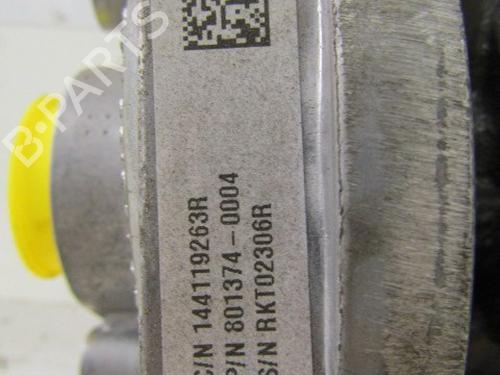 B-PARTS
C/N 144119263R
P/N 801374-0004
S/N RKT02306R